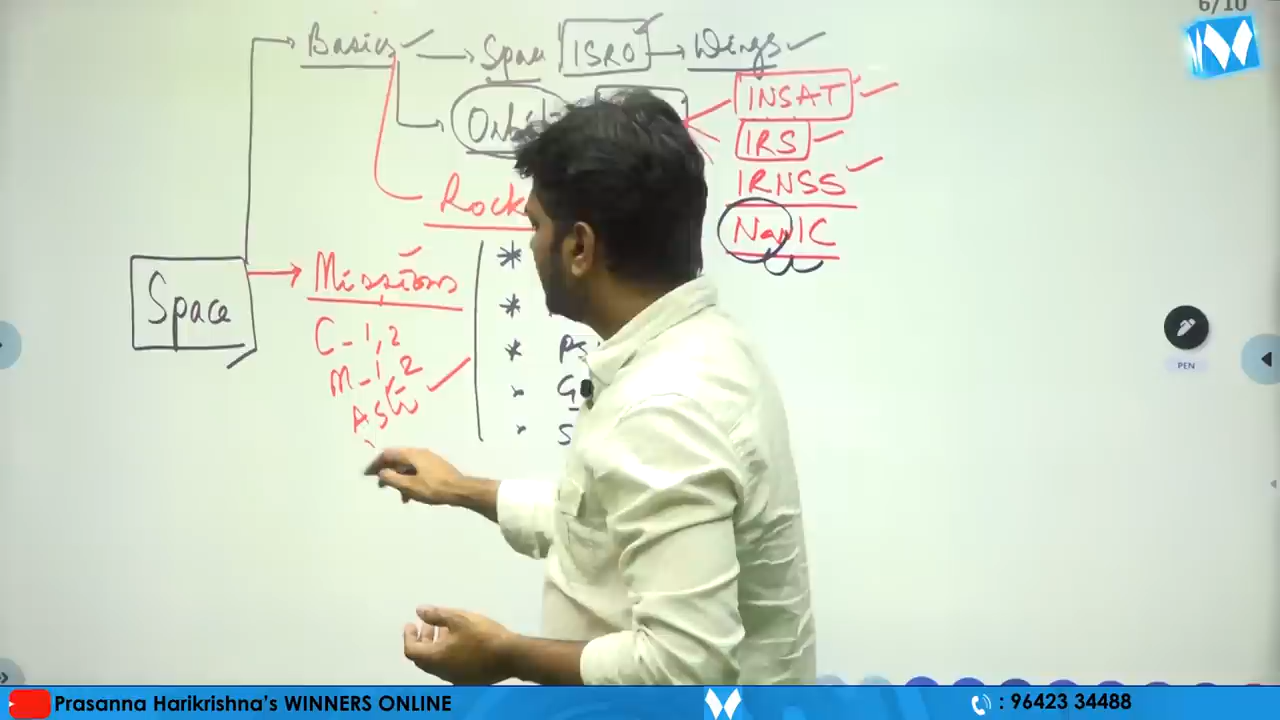 6/10
Basics → Space ISRO → Wings
INSAT
IRS
IRNSS
NavIC
Space
Missions
C-1,2
M-1,2
PEN
Prasanna Harikrishna's WINNERS ONLINE
: 96423 34488